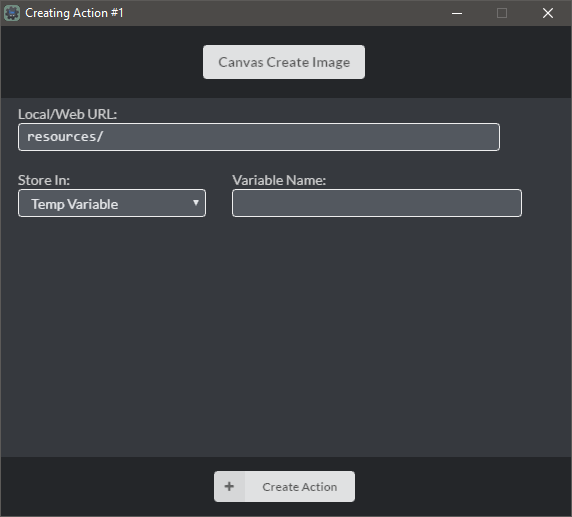 Creating Action #1
Canvas Create Image
Local/Web URL:
resources/
Store In: Variable Name:
Temp Variable
Create Action